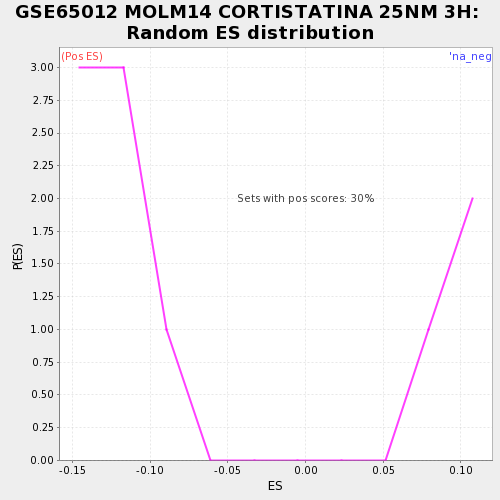 GSE65012 MOLM14 CORTISTATINA 25NM 3H:
Random ES distribution
(Pos ES)
'na_neg
3.00
2.75
2.50
2.25
2.00
1.75
1.50
1.25
1.00
0.75
0.50
0.25
0.00
Sets with pos scores: 30%
P(ES)
-0.15
-0.10
-0.05
0.00
0.05
0.10
ES